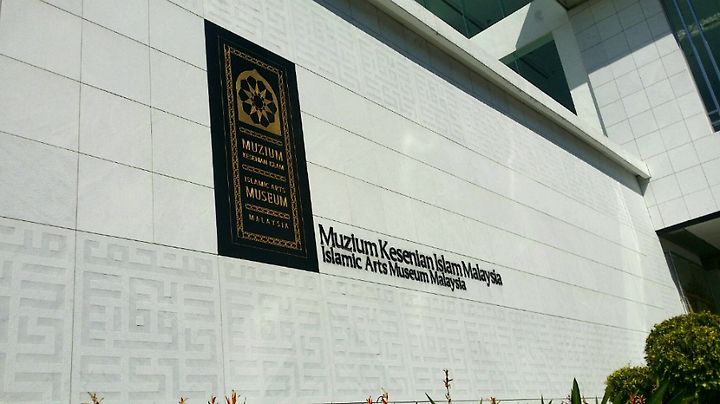 MUZIUM
KESENIAN ISLAM
ISLAMIC ARTS
MUSEUM
MALAYSIA
Muzium Kesenian Islam Malaysia
Islamic Arts Museum Malaysia